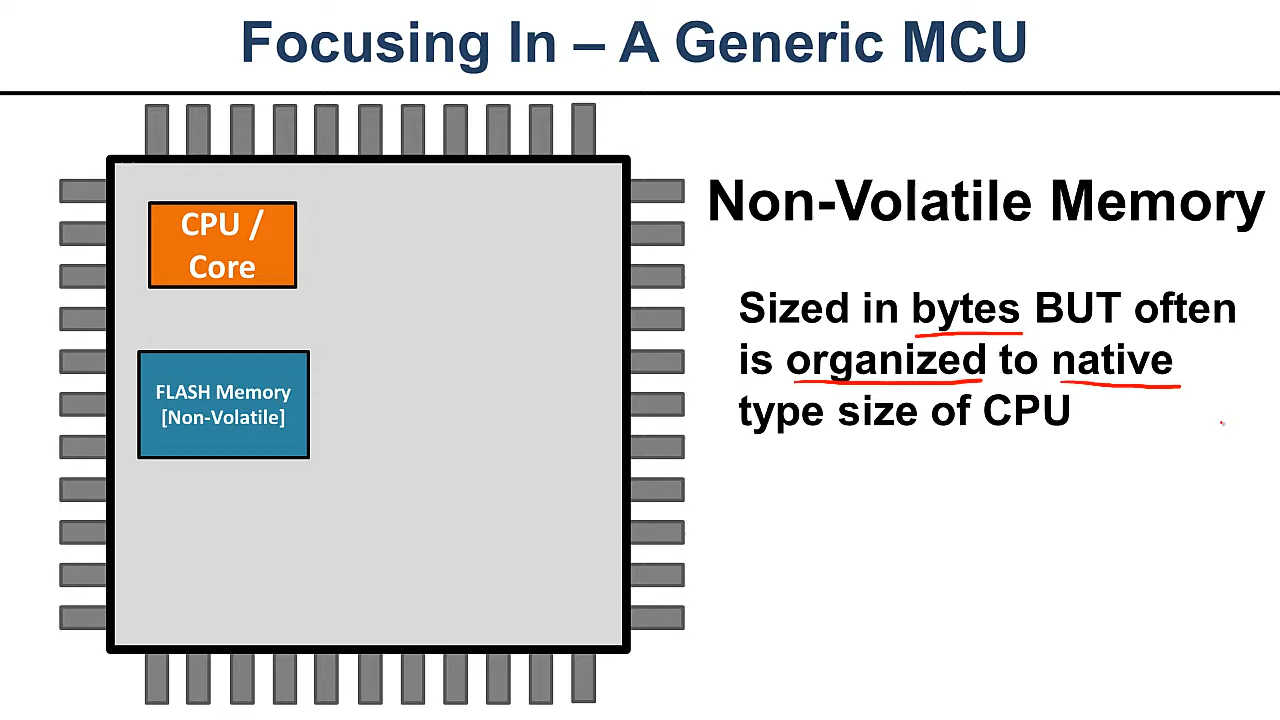 Focusing In – A Generic MCU
CPU /
Core
FLASH Memory
[Non-Volatile]
Non-Volatile Memory
Sized in bytes BUT often
is organized to native
type size of CPU